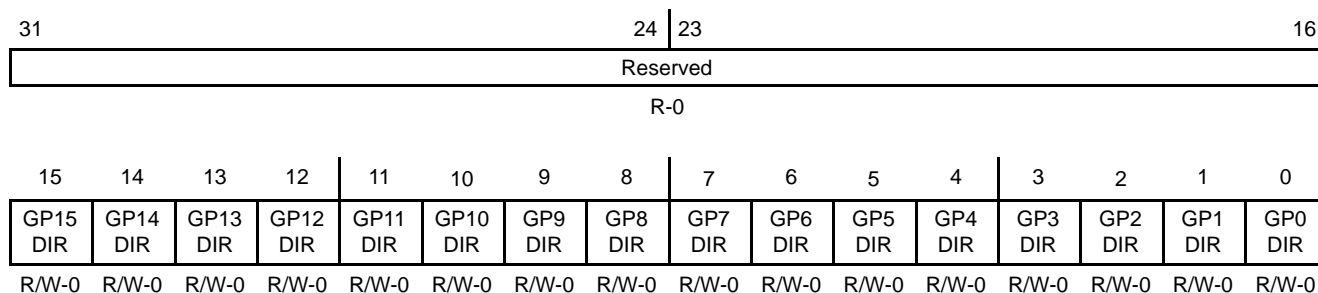 31 24 23 16
Reserved
R-0
15 14 13 12 11 10 9 8 7 6 5 4 3 2 1 0
GP15 GP14 GP13 GP12 GP11 GP10 GP9 GP8 GP7 GP6 GP5 GP4 GP3 GP2 GP1 GP0
DIR DIR DIR DIR DIR DIR DIR DIR DIR DIR DIR DIR DIR DIR DIR DIR
R/W-0 R/W-0 R/W-0 R/W-0 R/W-0 R/W-0 R/W-0 R/W-0 R/W-0 R/W-0 R/W-0 R/W-0 R/W-0 R/W-0 R/W-0 R/W-0